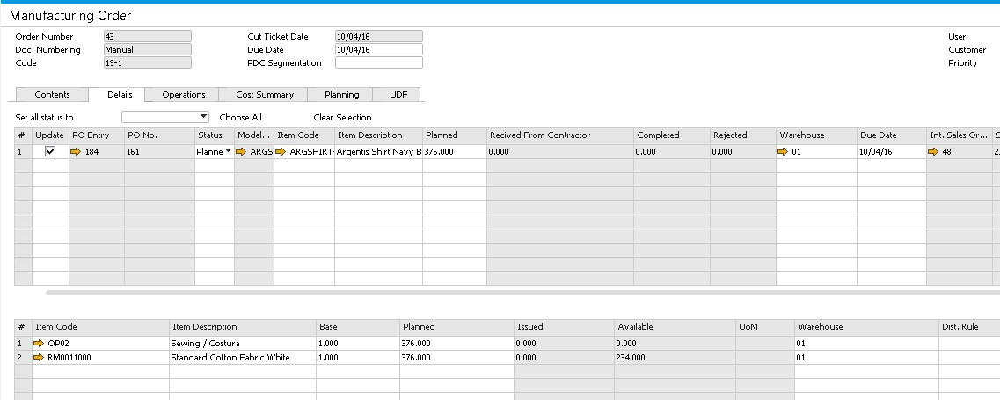 Manufacturing Order
Order Number 43 Cut Ticket Date 10/04/16 User
Doc. Numbering Manual Due Date 10/04/16 Customer
Code 19-1 PDC Segmentation Priority
Contents Details Operations Cost Summary Planning UDF
Set all status to Choose All Clear Selection
# Update PO Entry PO No. Status Model... Item Code Item Description Planned Recived From Contractor Completed Rejected Warehouse Due Date Int. Sales Or... S
1 184 161 Planne ARGS ARGSHIRT- Argentis Shirt Navy B 376.000 0.000 0.000 0.000 01 10/04/16 48
# Item Code Item Description Base Planned Issued Available UoM Warehouse Dist. Rule
1 OP02 Sewing / Costura 1.000 376.000 0.000 0.000 01
2 RM0011000 Standard Cotton Fabric White 1.000 376.000 0.000 234.000 01